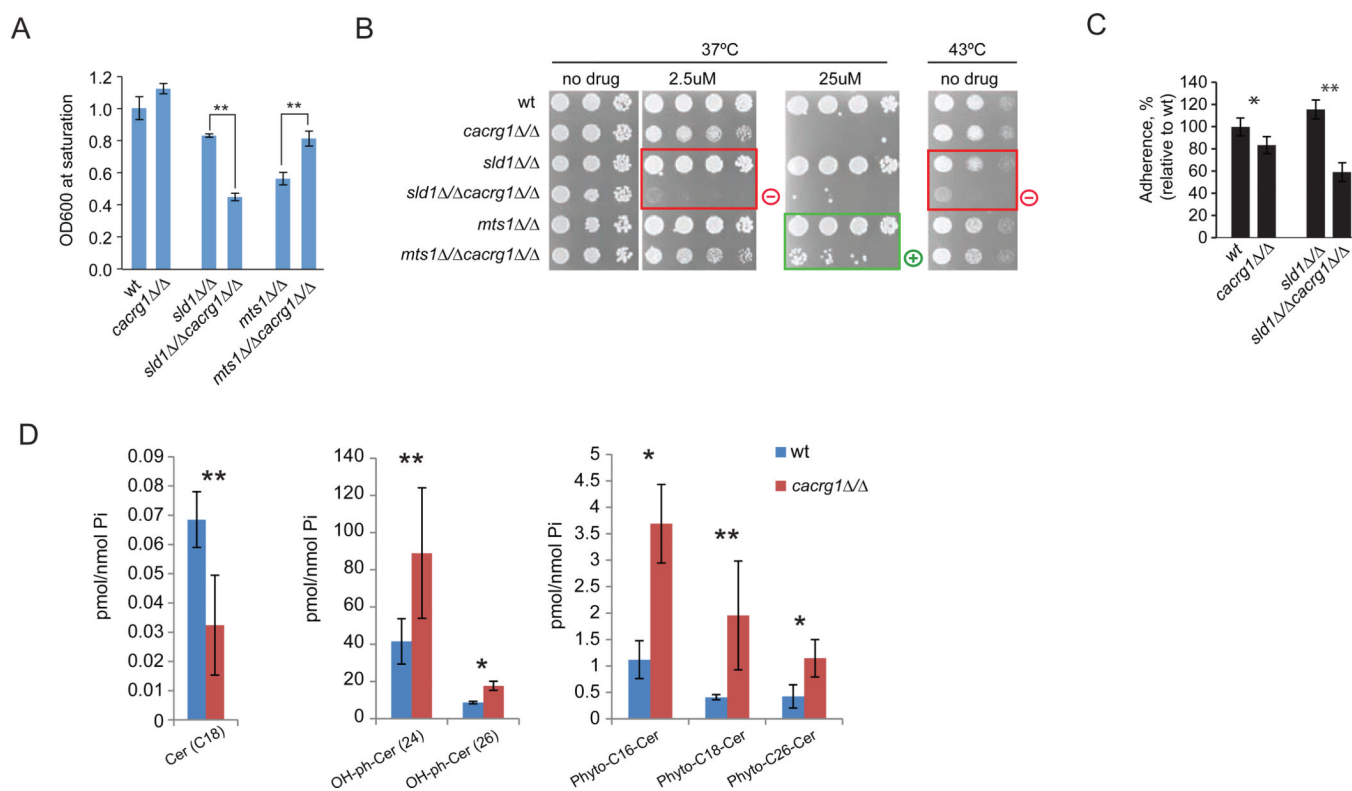 A
OD600 at saturation
1.2
1.0
0.8
0.6
0.4
0.2
0.0
**
**
wt
cacrg1Δ/Δ
sld1Δ/Δ
sld1Δ/Δcacrg1Δ/Δ
mts1Δ/Δ
mts1Δ/Δcacrg1Δ/Δ
B
37ºC
43ºC
no drug
2.5uM
25uM
no drug
wt
cacrg1Δ/Δ
sld1Δ/Δ
sld1Δ/Δcacrg1Δ/Δ
mts1Δ/Δ
mts1Δ/Δcacrg1Δ/Δ
−
+
−
C
Adherence, %
(relative to wt)
140
120
100
80
60
40
20
0
*
**
wt
cacrg1Δ/Δ
sld1Δ/Δ
sld1Δ/Δcacrg1Δ/Δ
D
pmol/nmol Pi
0.09
0.08
0.07
0.06
0.05
0.04
0.03
0.02
0.01
0
**
Cer (C18)
pmol/nmol Pi
140
120
100
80
60
40
20
0
**
*
OH-ph-Cer (24)
OH-ph-Cer (26)
pmol/nmol Pi
5
4.5
4
3.5
3
2.5
2
1.5
1
0.5
0
*
**
*
Phyto-C16-Cer
Phyto-C18-Cer
Phyto-C26-Cer
wt
cacrg1Δ/Δ